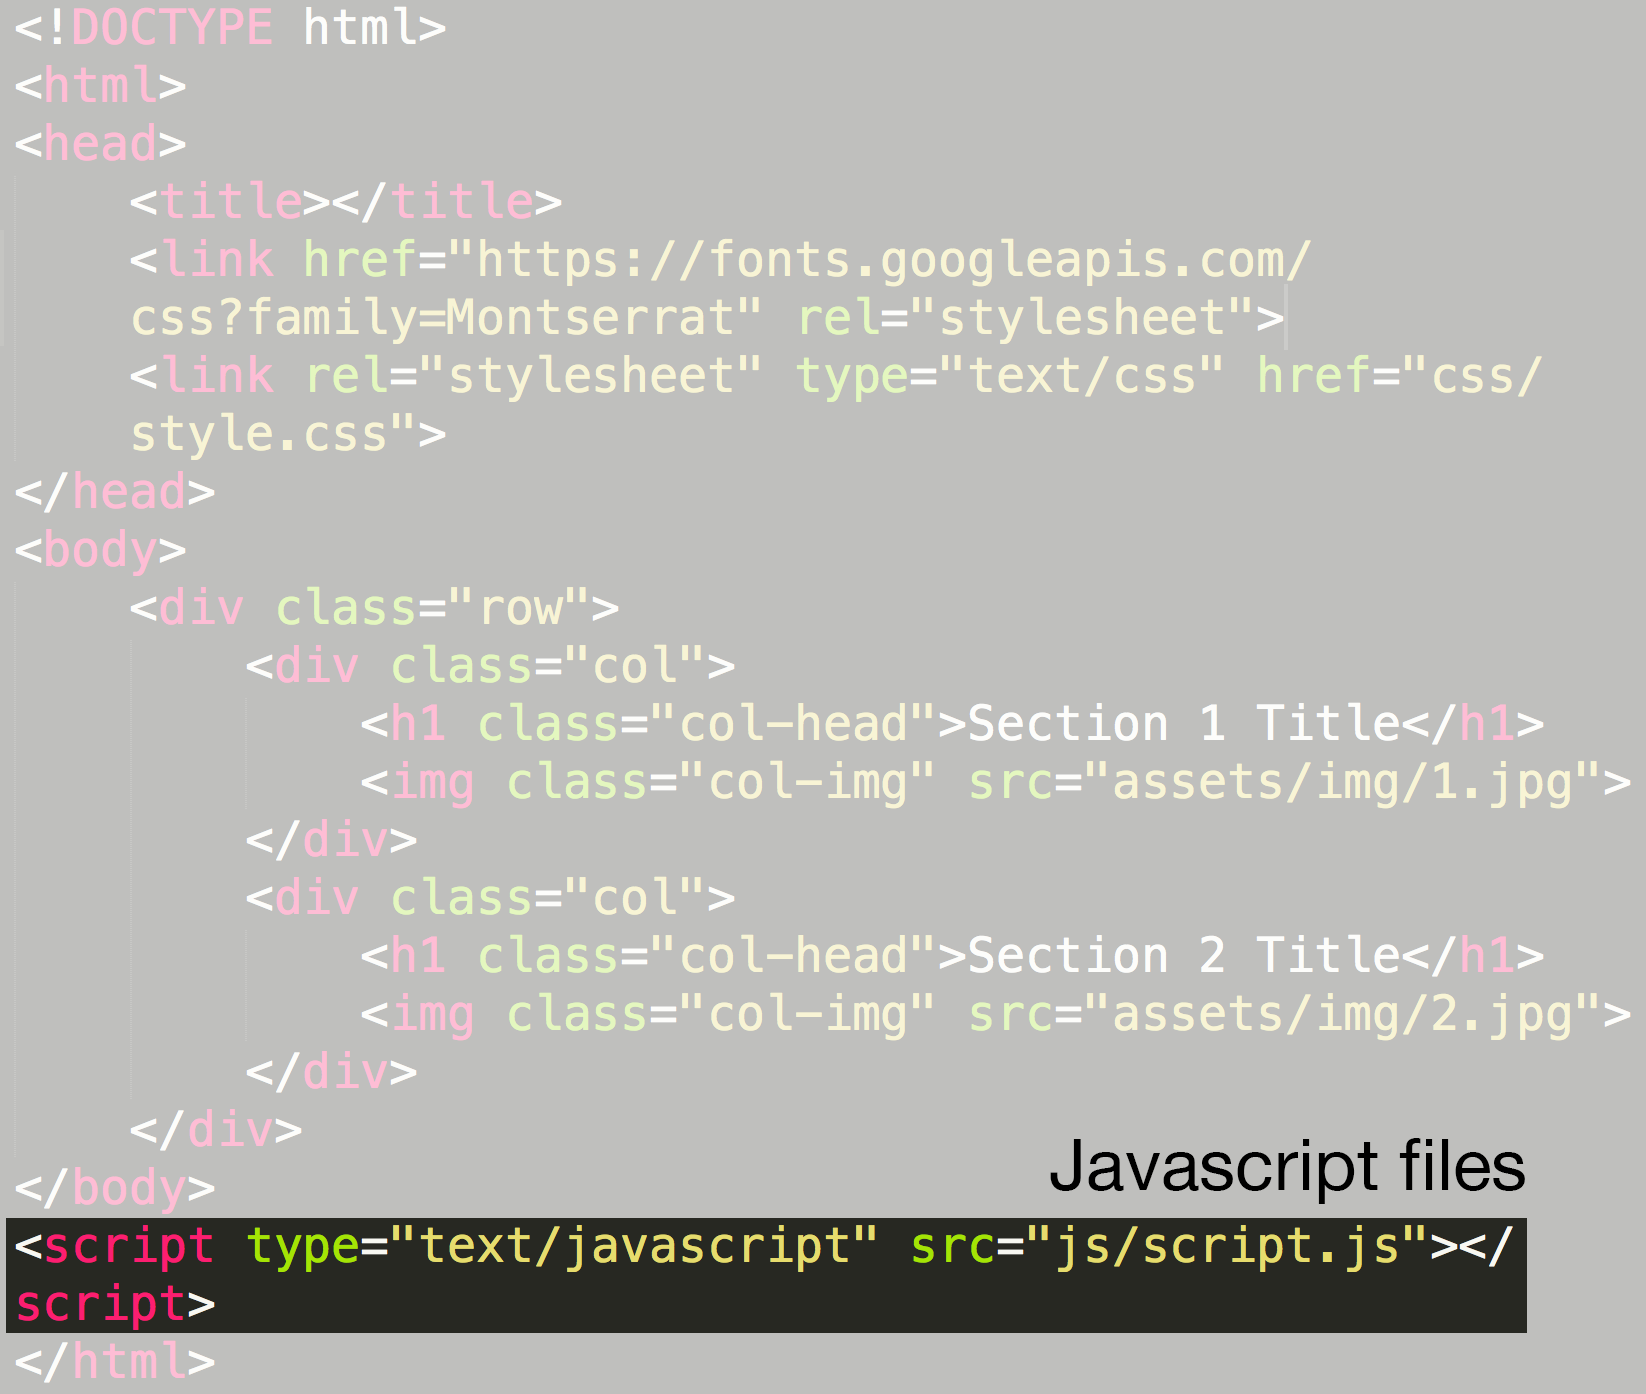 <!DOCTYPE html>
<html>
<head>
    <title></title>
    <link href="https://fonts.googleapis.com/
    css?family=Montserrat" rel="stylesheet">
    <link rel="stylesheet" type="text/css" href="css/
    style.css">
</head>
<body>
    <div class="row">
        <div class="col">
            <h1 class="col-head">Section 1 Title</h1>
            <img class="col-img" src="assets/img/1.jpg">
        </div>
        <div class="col">
            <h1 class="col-head">Section 2 Title</h1>
            <img class="col-img" src="assets/img/2.jpg">
        </div>
    </div>
Javascript files
</body>
<script type="text/javascript" src="js/script.js"></
script>
</html>